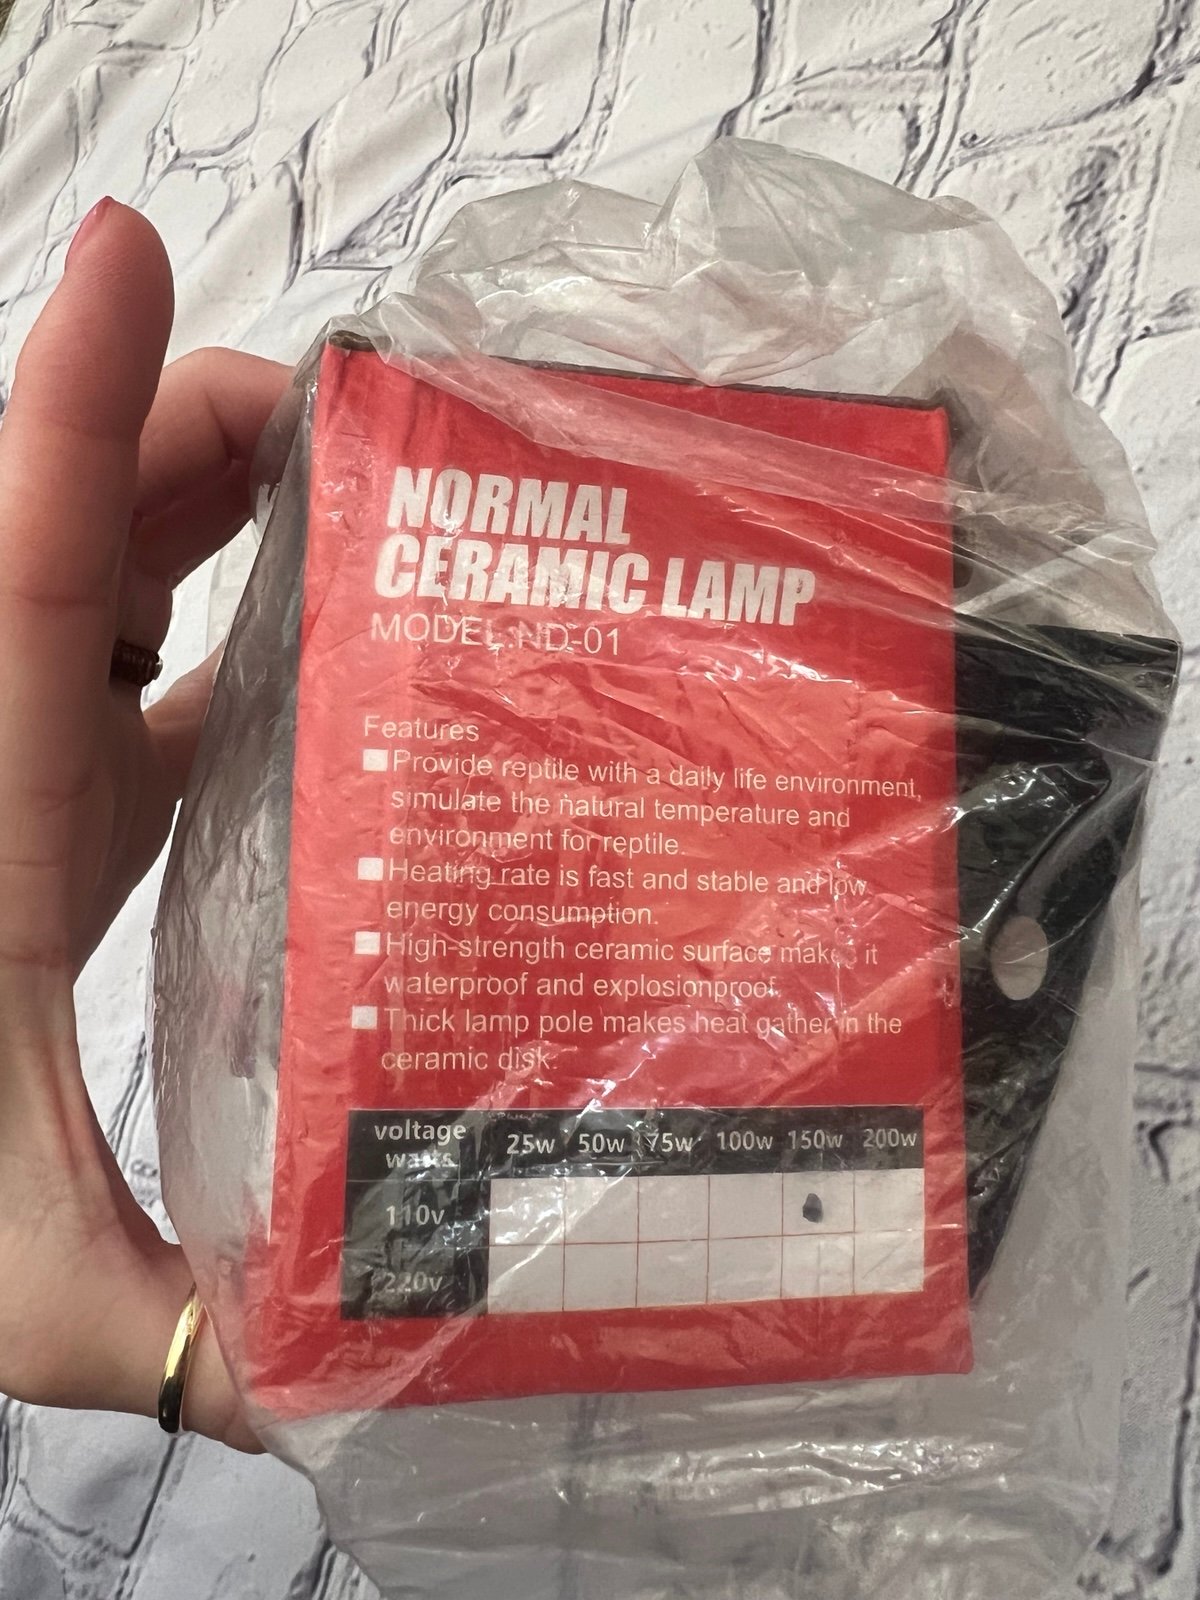 NORMAL
CERAMIC LAMP
MODEL:ND-01
Features
Provide reptile with a daily life environment,
simulate the natural temperature and
environment for reptile.
Heating rate is fast and stable and low
energy consumption.
High-strength ceramic surface makes it
waterproof and explosionproof.
Thick lamp pole makes heat gather in the
ceramic disk.
voltage 25w 50w 75w 100w 150w 200w
watts
110v
220v